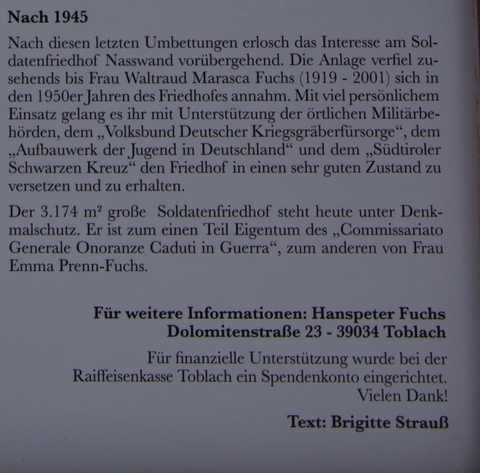 Nach 1945
Nach diesen letzten Umbettungen erlosch das Interesse am Sol-
datenfriedhof Nasswand vorübergehend. Die Anlage verfiel zu-
sehends bis Frau Waltraud Marasca Fuchs (1919 - 2001) sich in
den 1950er Jahren des Friedhofes annahm. Mit viel persönlichem
Einsatz gelang es ihr mit Unterstützung der örtlichen Militärbe-
hörden, dem „Volksbund Deutscher Kriegsgräberfürsorge“, dem
„Aufbauwerk der Jugend in Deutschland“ und dem „Südtiroler
Schwarzen Kreuz“ den Friedhof in einen sehr guten Zustand zu
versetzen und zu erhalten.
Der 3.174 m² große Soldatenfriedhof steht heute unter Denk-
malschutz. Er ist zum einen Teil Eigentum des „Commissariato
Generale Onoranze Caduti in Guerra“, zum anderen von Frau
Emma Prenn-Fuchs.
Für weitere Informationen: Hanspeter Fuchs
Dolomitenstraße 23 - 39034 Toblach
Für finanzielle Unterstützung wurde bei der
Raiffeisenkasse Toblach ein Spendenkonto eingerichtet.
Vielen Dank!
Text: Brigitte Strauß